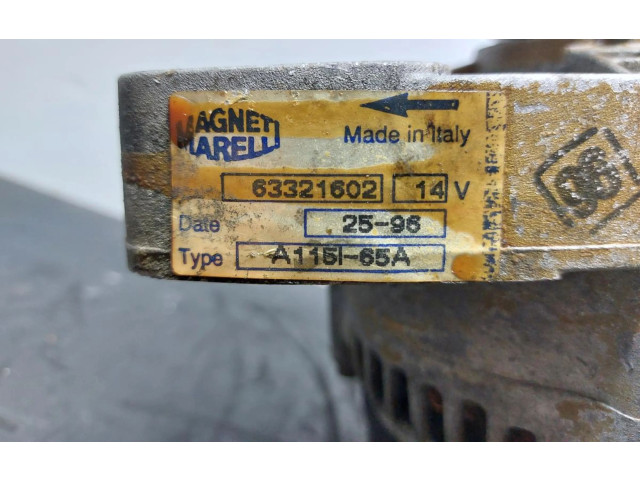 MAGNETI
MARELLI
Made in Italy
63321602 14 V
Date 25-96
Type A115I-65A